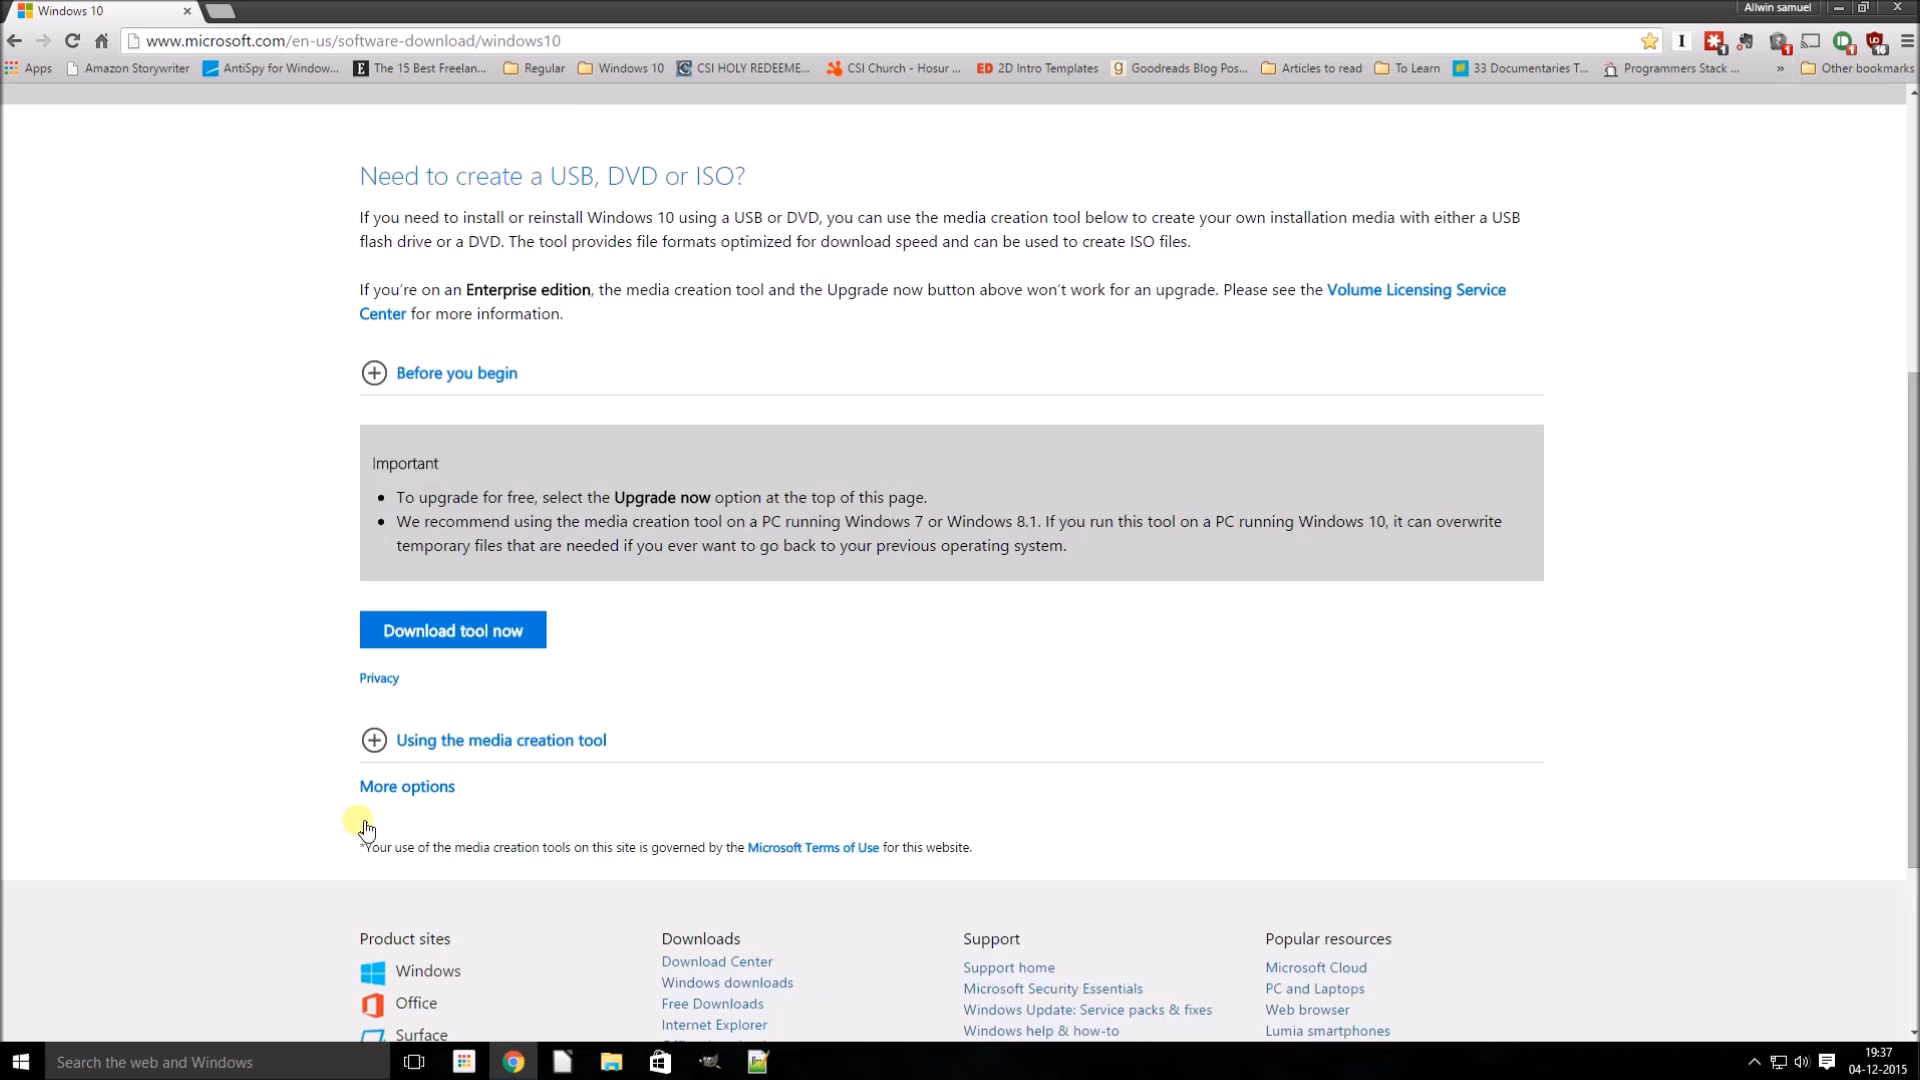 Windows 10
Allwin samuel
www.microsoft.com/en-us/software-download/windows10
Apps
Amazon Storywriter
AntiSpy for Window...
The 15 Best Freelan...
Regular
Windows 10
CSI HOLY REDEEME...
CSI Church - Hosur ...
ED 2D Intro Templates
Goodreads Blog Pos...
Articles to read
To Learn
33 Documentaries T...
Programmers Stack ...
»
Other bookmarks
Need to create a USB, DVD or ISO?
If you need to install or reinstall Windows 10 using a USB or DVD, you can use the media creation tool below to create your own installation media with either a USB
flash drive or a DVD. The tool provides file formats optimized for download speed and can be used to create ISO files.
If you're on an Enterprise edition, the media creation tool and the Upgrade now button above won't work for an upgrade. Please see the Volume Licensing Service
Center for more information.
Before you begin
Important
• To upgrade for free, select the Upgrade now option at the top of this page.
• We recommend using the media creation tool on a PC running Windows 7 or Windows 8.1. If you run this tool on a PC running Windows 10, it can overwrite
temporary files that are needed if you ever want to go back to your previous operating system.
Download tool now
Privacy
Using the media creation tool
More options
*Your use of the media creation tools on this site is governed by the Microsoft Terms of Use for this website.
Product sites
Windows
Office
Surface
Downloads
Download Center
Windows downloads
Free Downloads
Internet Explorer
Support
Support home
Microsoft Security Essentials
Windows Update: Service packs & fixes
Windows help & how-to
Popular resources
Microsoft Cloud
PC and Laptops
Web browser
Lumia smartphones
Search the web and Windows
19:37
04-12-2015